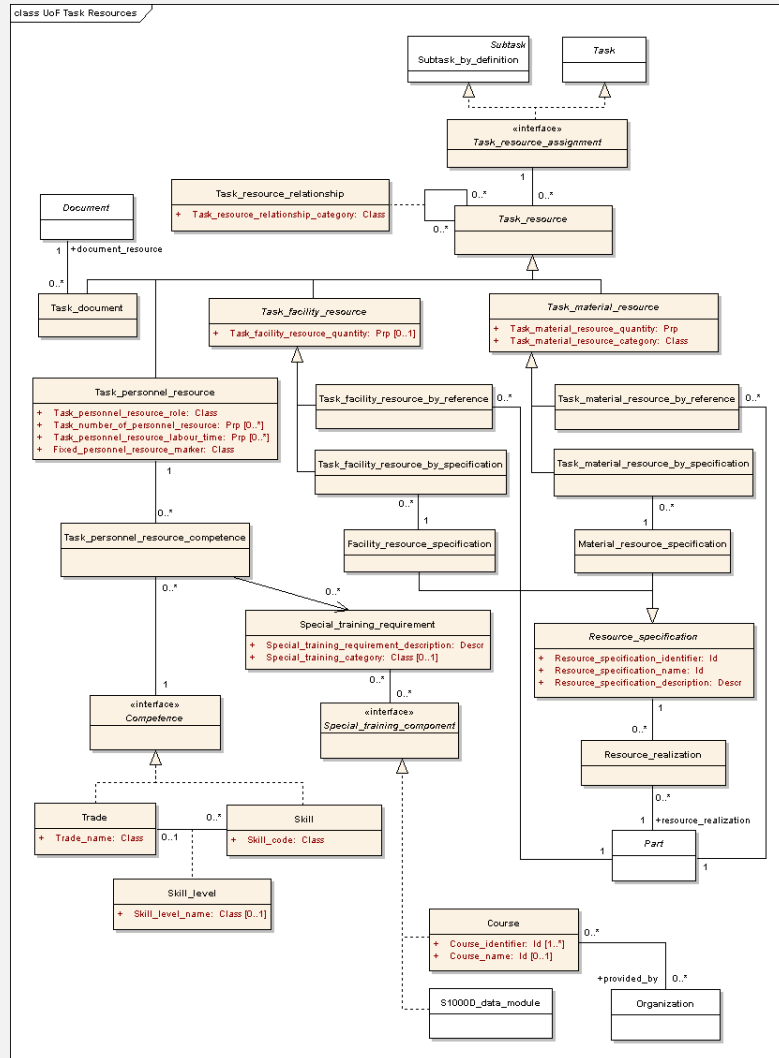 class UoF Task Resources
Subtask
Subtask_by_definition
Task
«interface»
Task_resource_assignment
1
0..*
Task_resource_relationship
+ Task_resource_relationship_category: Class
0..*
0..*
Task_resource
Document
1
+document_resource
0..*
Task_document
Task_facility_resource
+ Task_facility_resource_quantity: Prp [0..1]
Task_material_resource
+ Task_material_resource_quantity: Prp
+ Task_material_resource_category: Class
Task_personnel_resource
+ Task_personnel_resource_role: Class
+ Task_number_of_personnel_resource: Prp [0..*]
+ Task_personnel_resource_labour_time: Prp [0..*]
+ Fixed_personnel_resource_marker: Class
Task_facility_resource_by_reference
0..*
Task_material_resource_by_reference
0..*
Task_facility_resource_by_specification
Task_material_resource_by_specification
1
0..*
0..*
1
0..*
1
Task_personnel_resource_competence
Facility_resource_specification
Material_resource_specification
0..*
0..*
Special_training_requirement
+ Special_training_requirement_description: Descr
+ Special_training_category: Class [0..1]
Resource_specification
+ Resource_specification_identifier: Id
+ Resource_specification_name: Id
+ Resource_specification_description: Descr
1
0..*
0..*
1
0..*
«interface»
Competence
«interface»
Special_training_component
Resource_realization
0..*
1
+resource_realization
Trade
+ Trade_name: Class
0..1
0..*
Skill
+ Skill_code: Class
Part
1
1
Skill_level
+ Skill_level_name: Class [0..1]
Course
+ Course_identifier: Id [1..*]
+ Course_name: Id [0..1]
0..*
+provided_by
0..*
S1000D_data_module
Organization